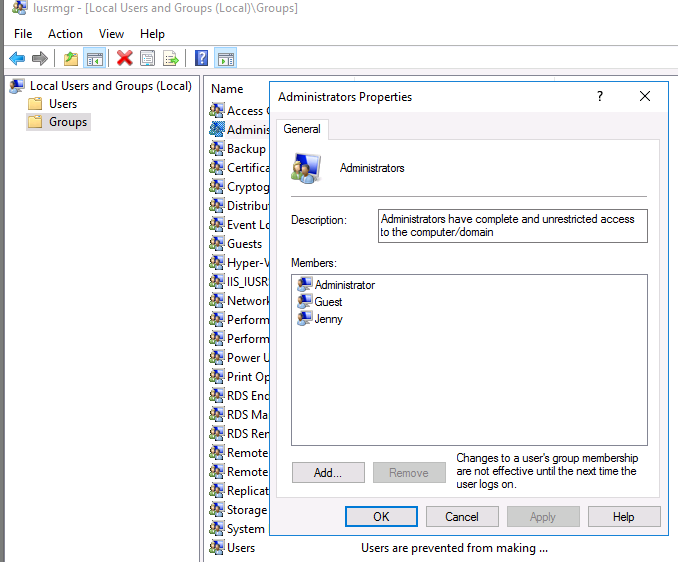 lusrmgr - [Local Users and Groups (Local)\Groups]
File Action View Help
Local Users and Groups (Local)
Users
Groups
Name
Access
Adminis
Backup
Certifica
Cryptog
Distribut
Event Lo
Guests
Hyper-V
IIS_IUSRS
Network
Perform
Perform
Power U
Print Op
RDS End
RDS Ma
RDS Rem
Remote
Remote
Replicat
Storage
System
Users Users are prevented from making ...
Administrators Properties
?
General
Administrators
Description:
Administrators have complete and unrestricted access
to the computer/domain
Members:
Administrator
Guest
Jenny
Add...
Remove
Changes to a user's group membership
are not effective until the next time the
user logs on.
OK Cancel Apply Help